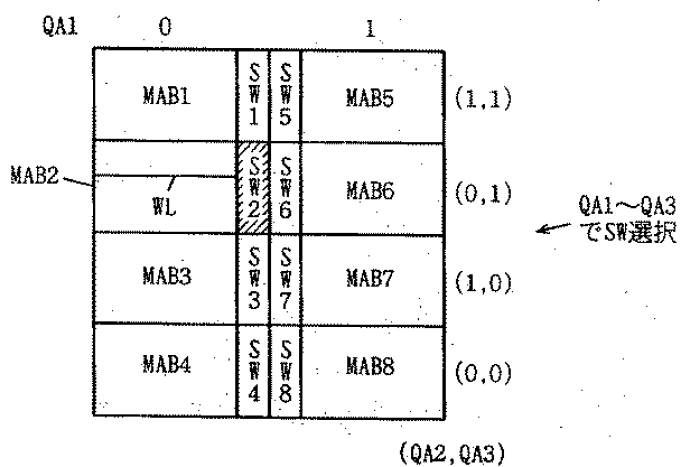 QA1 0 1
MAB1 SW1 SW5 MAB5 (1,1)
MAB2 WL SW2 SW6 MAB6 (0,1)
QA1～QA3
でSW選択
MAB3 SW3 SW7 MAB7 (1,0)
MAB4 SW4 SW8 MAB8 (0,0)
(QA2,QA3)